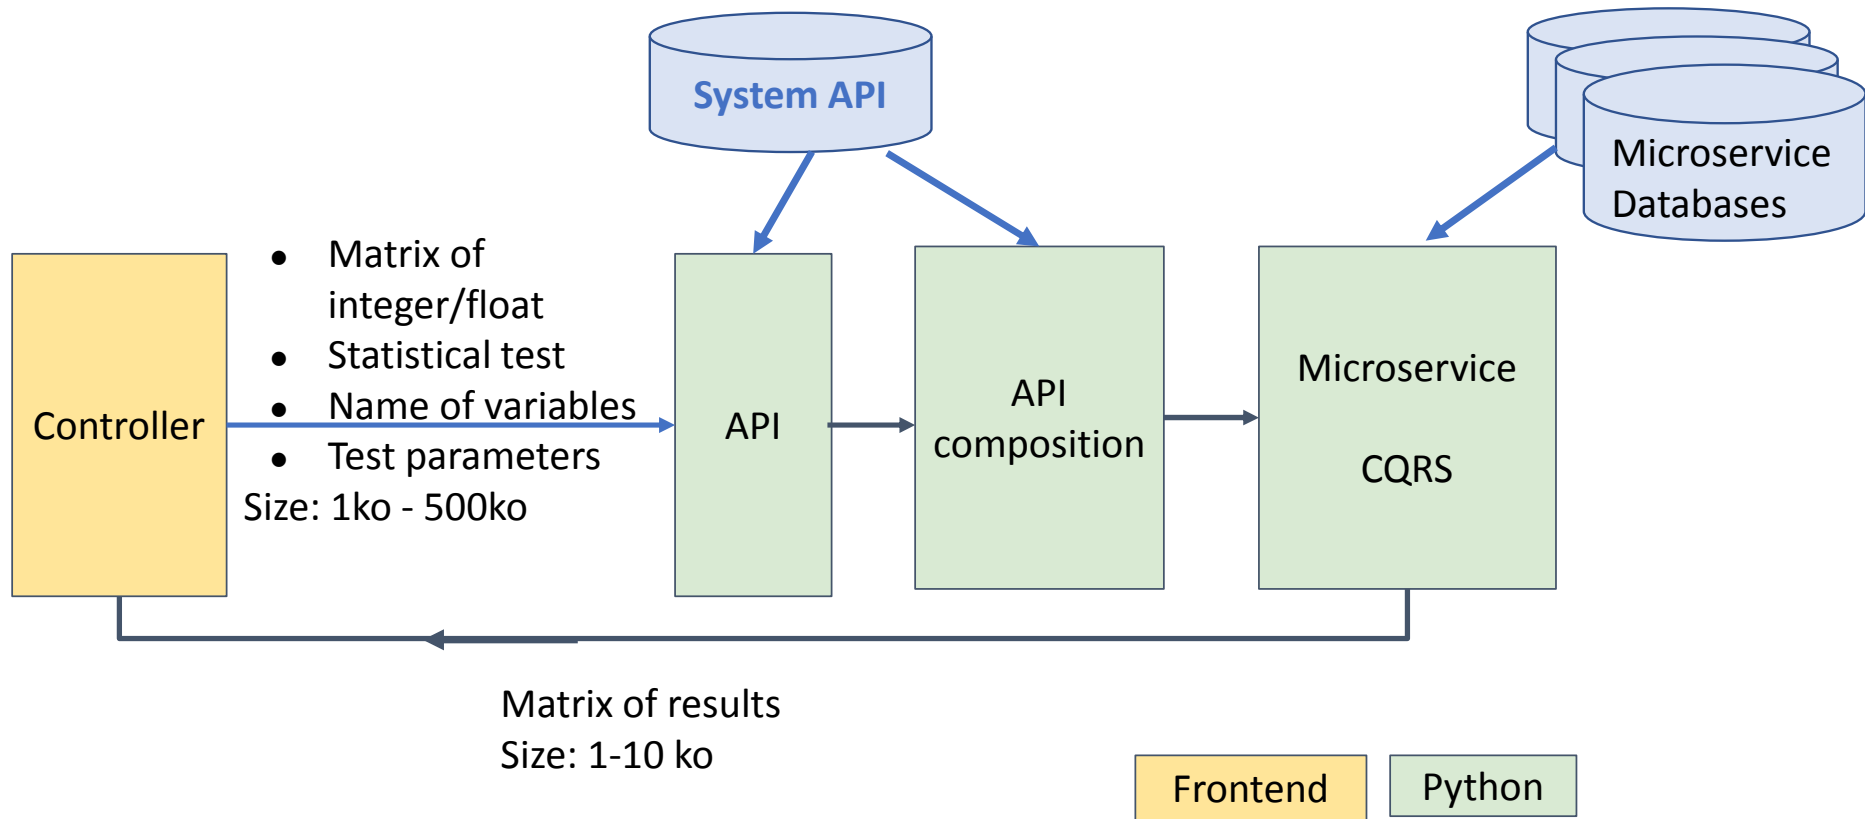 System API
Microservice
Databases
Controller
● Matrix of
integer/float
● Statistical test
● Name of variables
● Test parameters
Size: 1ko - 500ko
API
API
composition
Microservice
CQRS
Matrix of results
Size: 1-10 ko
Frontend
Python